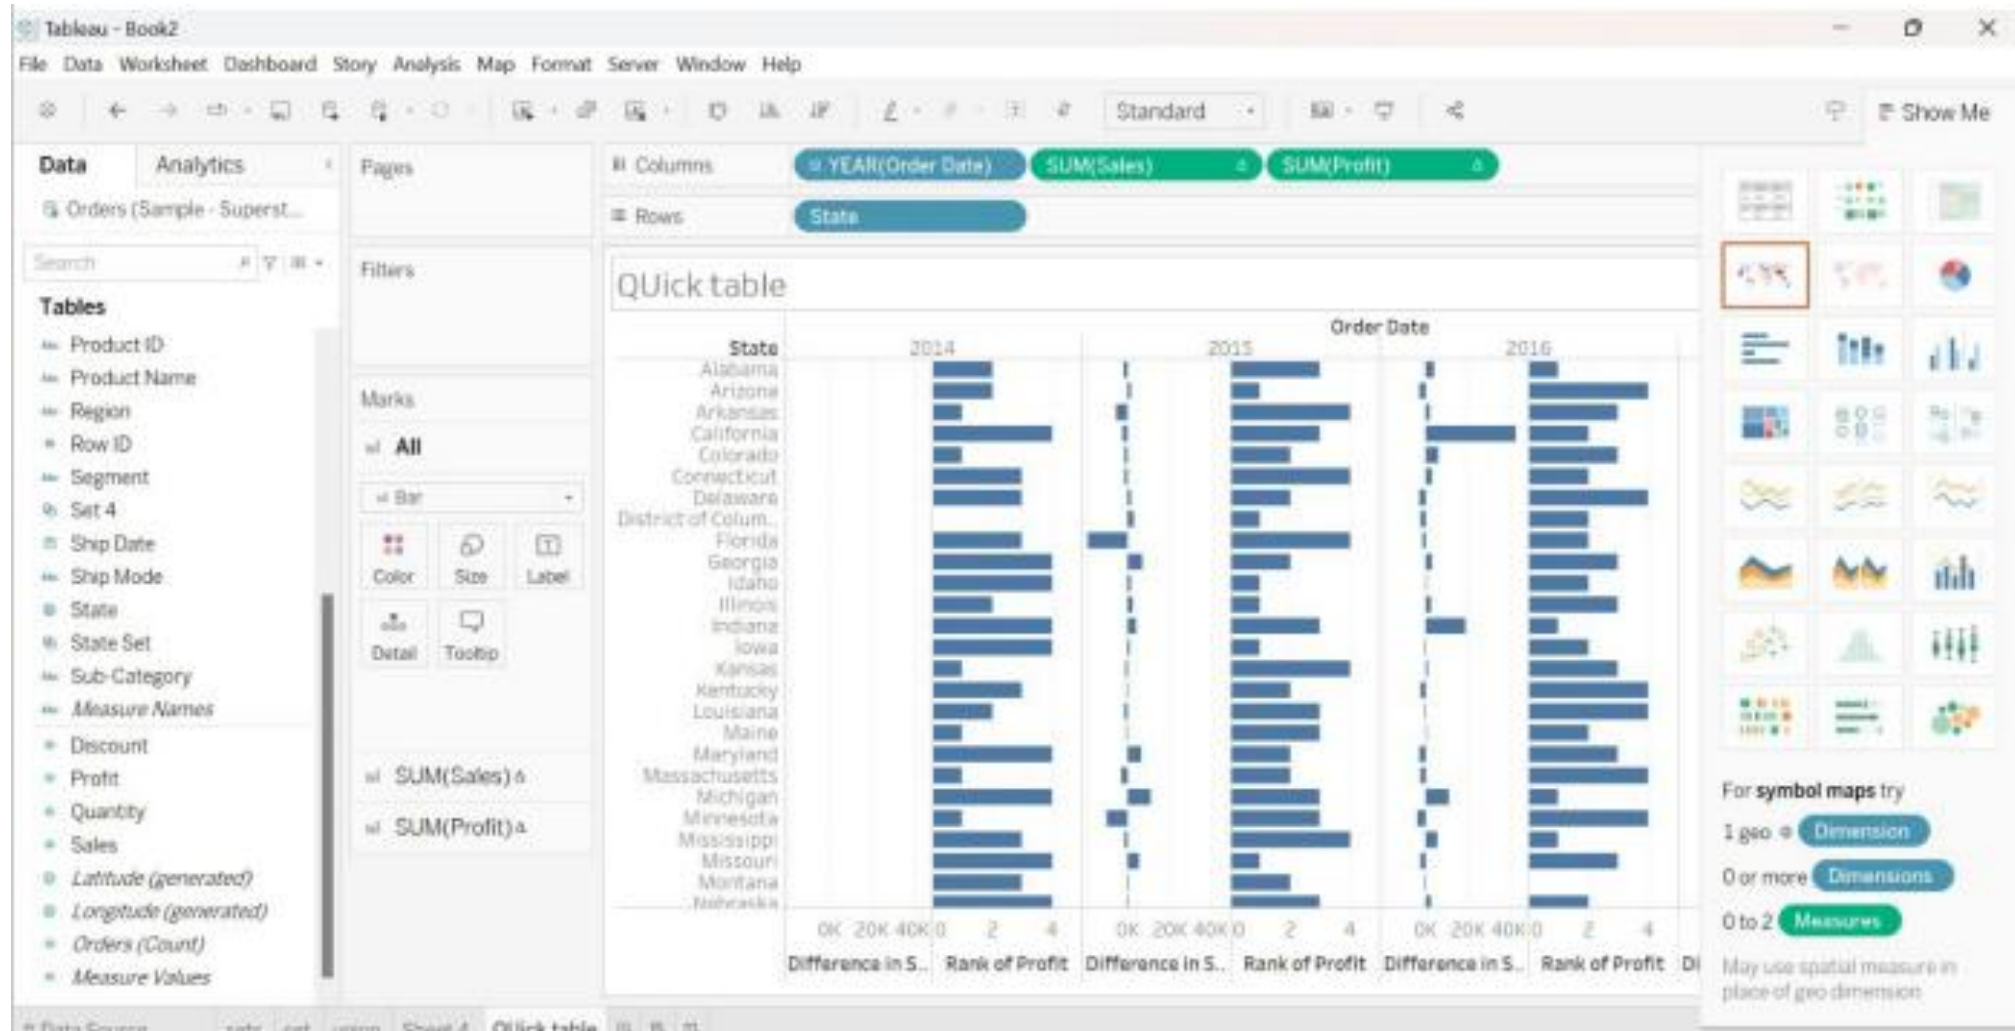 Tableau - Book2
File Data Worksheet Dashboard Story Analysis Map Format Server Window Help
Standard
Show Me
Data Analytics
Pages
Columns YEAR(Order Date) SUM(Sales) SUM(Profit)
Orders (Sample - Superst...
Rows State
Search
Filters
QUick table
Tables
Order Date
State 2014 2015 2016
Product ID
Product Name
Region
Row ID
Segment
Set 4
Ship Date
Ship Mode
State
State Set
Sub-Category
Measure Names
Discount
Profit
Quantity
Sales
Latitude (generated)
Longitude (generated)
Orders (Count)
Measure Values
Marks
All
Bar
Color Size Label
Detail Tooltip
SUM(Sales)
SUM(Profit)
Alabama
Arizona
Arkansas
California
Colorado
Connecticut
Delaware
District of Colum..
Florida
Georgia
Idaho
Illinois
Indiana
Iowa
Kansas
Kentucky
Louisiana
Maine
Maryland
Massachusetts
Michigan
Minnesota
Mississippi
Missouri
Montana
Nebraska
0K 20K 40K 0 2 4 0K 20K 40K 0 2 4 0K 20K 40K 0 2 4
Difference in S.. Rank of Profit Difference in S.. Rank of Profit Difference in S.. Rank of Profit Di
For symbol maps try
1 geo Dimension
0 or more Dimensions
0 to 2 Measures
May use spatial measure in
place of geo dimension
Data Source sets set union Sheet 4 QUick table